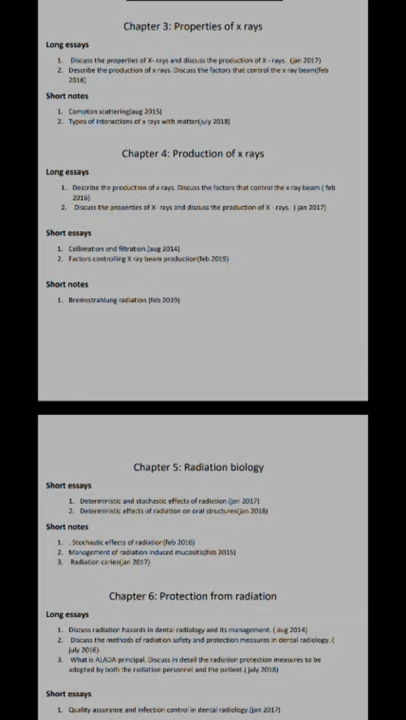 Chapter 3: Properties of x rays
Long essays
1. Discuss the properties of X- rays and discuss the production of X - rays. (jan 2017)
2. Describe the production of x rays. Discuss the factors that control the x ray beam(feb
2016)
Short notes
1. Compton scattering(aug 2015)
2. Types of interactions of x rays with matter(july 2018)
Chapter 4: Production of x rays
Long essays
1. Describe the production of x rays. Discuss the factors that control the x ray beam ( feb
2016)
2. Discuss the properties of X- rays and discuss the production of X - rays. ( jan 2017)
Short essays
1. Collimation and filtration.(aug 2014)
2. Factors controlling X ray beam production(feb 2019)
Short notes
1. Bremsstrahlung radiation (feb 2019)
Chapter 5: Radiation biology
Short essays
1. Deterministic and stochastic effects of radiation.(jan 2017)
2. Deterministic effects of radiation on oral structures(jan 2018)
Short notes
1. . Stochastic effects of radiation(feb 2016)
2. Management of radiation induced mucositis(feb 2015)
3. Radiation caries(jan 2017)
Chapter 6: Protection from radiation
Long essays
1. Discuss radiation hazards in dental radiology and its management. ( aug 2014)
2. Discuss the methods of radiation safety and protection measures in dental radiology. (
july 2016)
3. What is ALADA principal. Discuss in detail the radiation protection measures to be
adopted by both the radiation personnel and the patient.( july 2018)
Short essays
1. Quality assurance and infection control in dental radiology.(jan 2017)